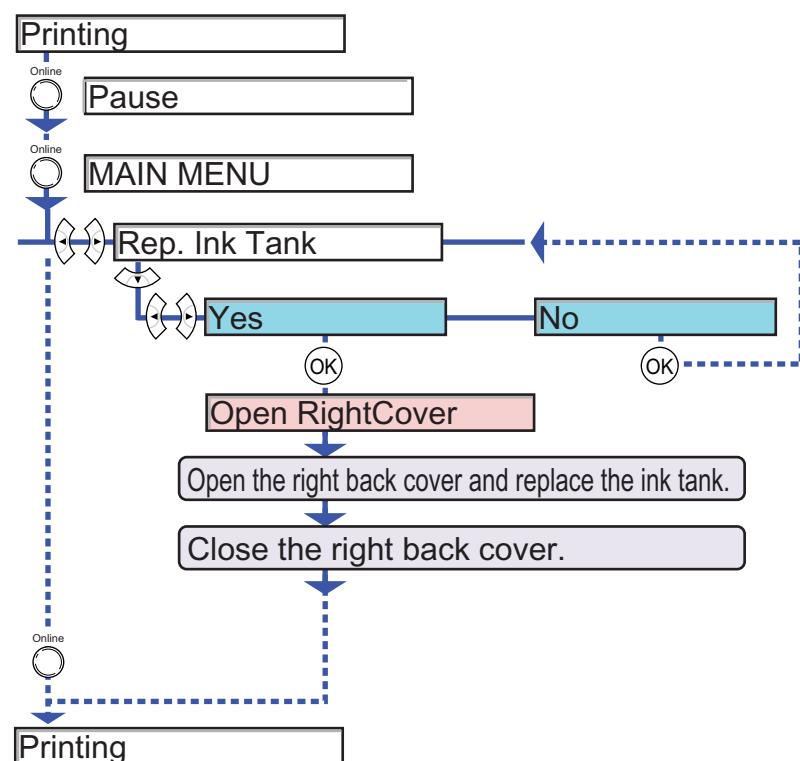 Printing
Online
Pause
Online
MAIN MENU
Rep. Ink Tank
Yes
No
OK
OK
Open RightCover
Open the right back cover and replace the ink tank.
Close the right back cover.
Online
Printing